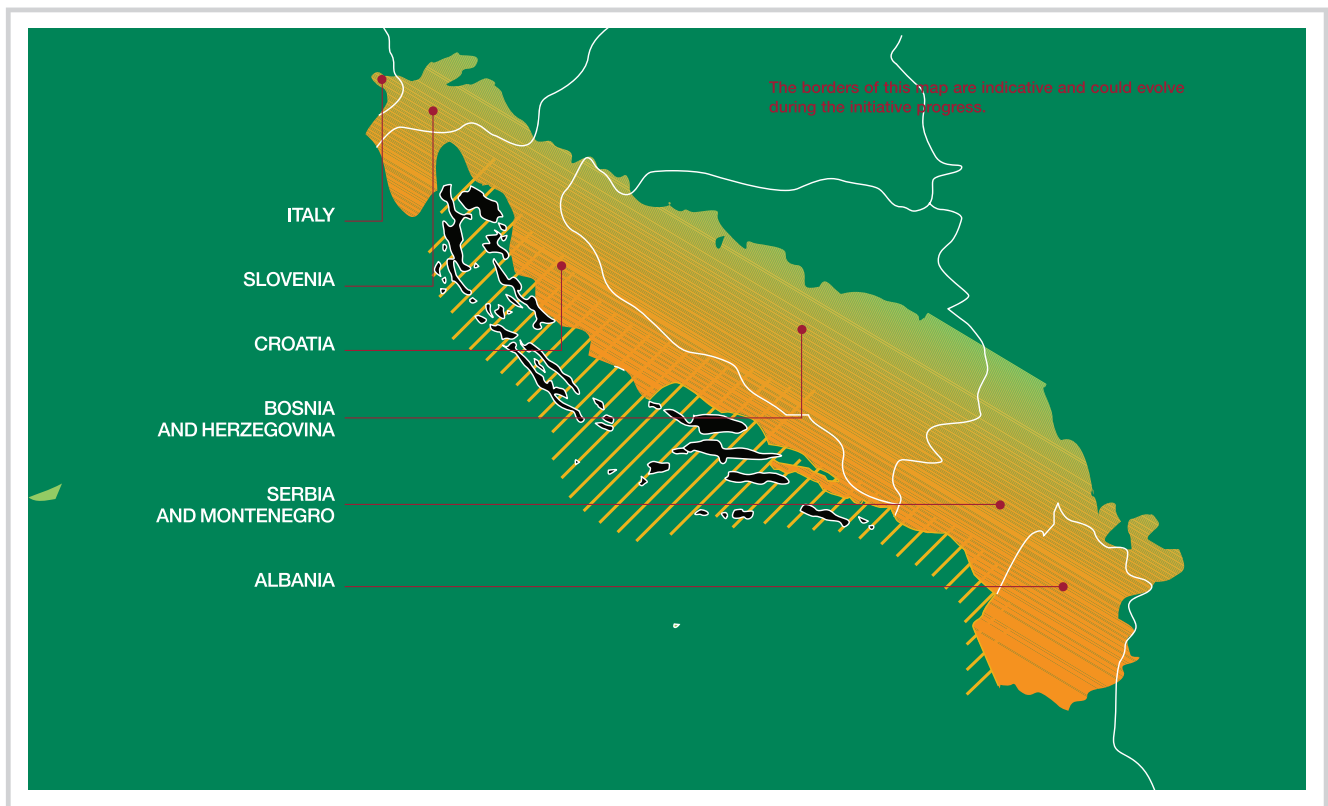 The borders of this map are indicative and could evolve
during the initiative progress.
ITALY
SLOVENIA
CROATIA
BOSNIA
AND HERZEGOVINA
SERBIA
AND MONTENEGRO
ALBANIA